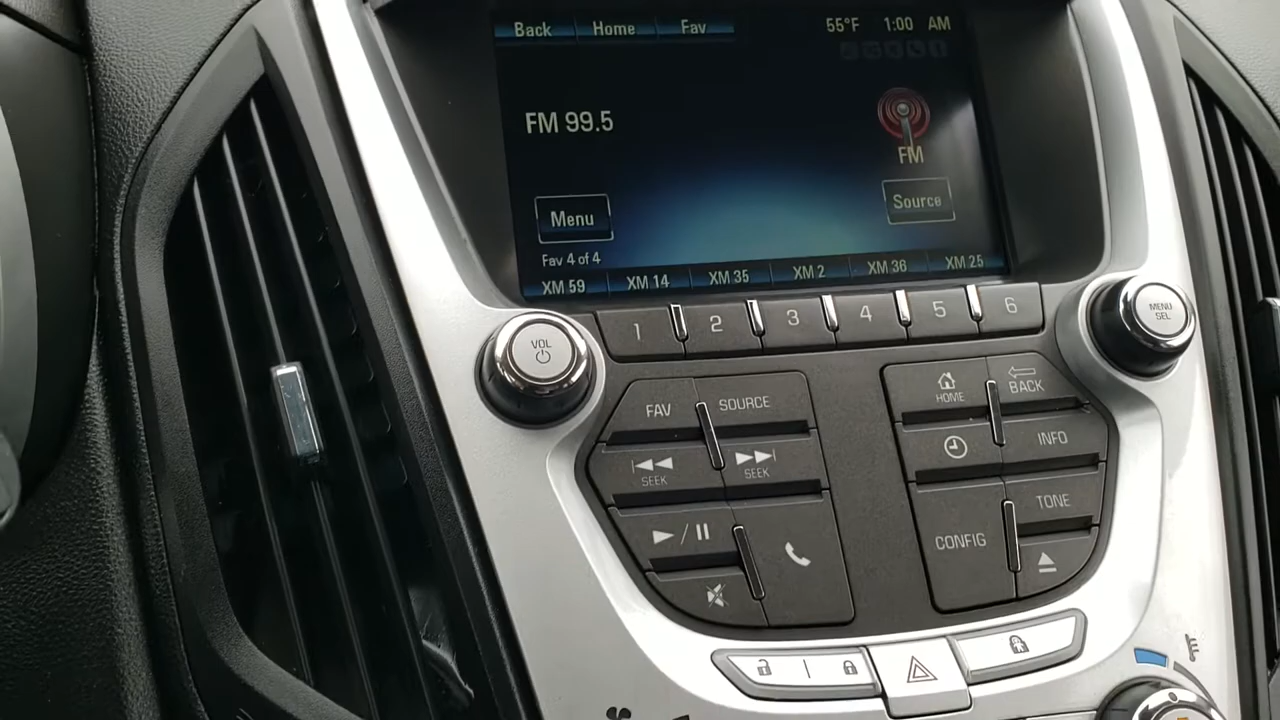 Back Home Fav 55°F 1:00 AM
FM 99.5
FM
Menu
Source
Fav 4 of 4
XM 59 XM 14 XM 35 XM 2 XM 36 XM 25
1 2 3 4 5 6
VOL
MENU
SEL
FAV SOURCE
HOME BACK
SEEK SEEK
INFO
TONE
CONFIG